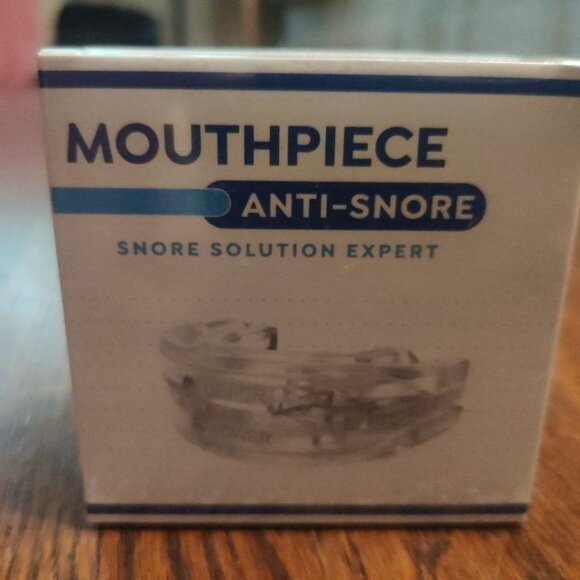 MOUTHPIECE
ANTI-SNORE
SNORE SOLUTION EXPERT